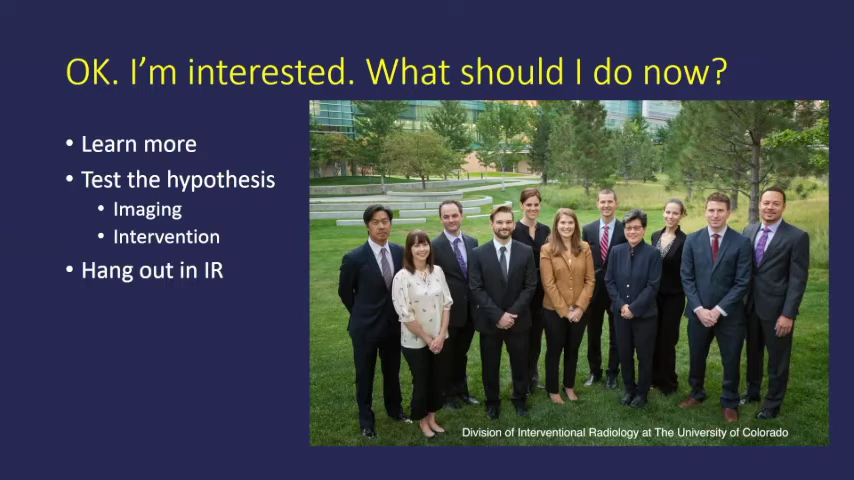 OK. I'm interested. What should I do now?
• Learn more
• Test the hypothesis
• Imaging
• Intervention
• Hang out in IR
Division of Interventional Radiology at The University of Colorado